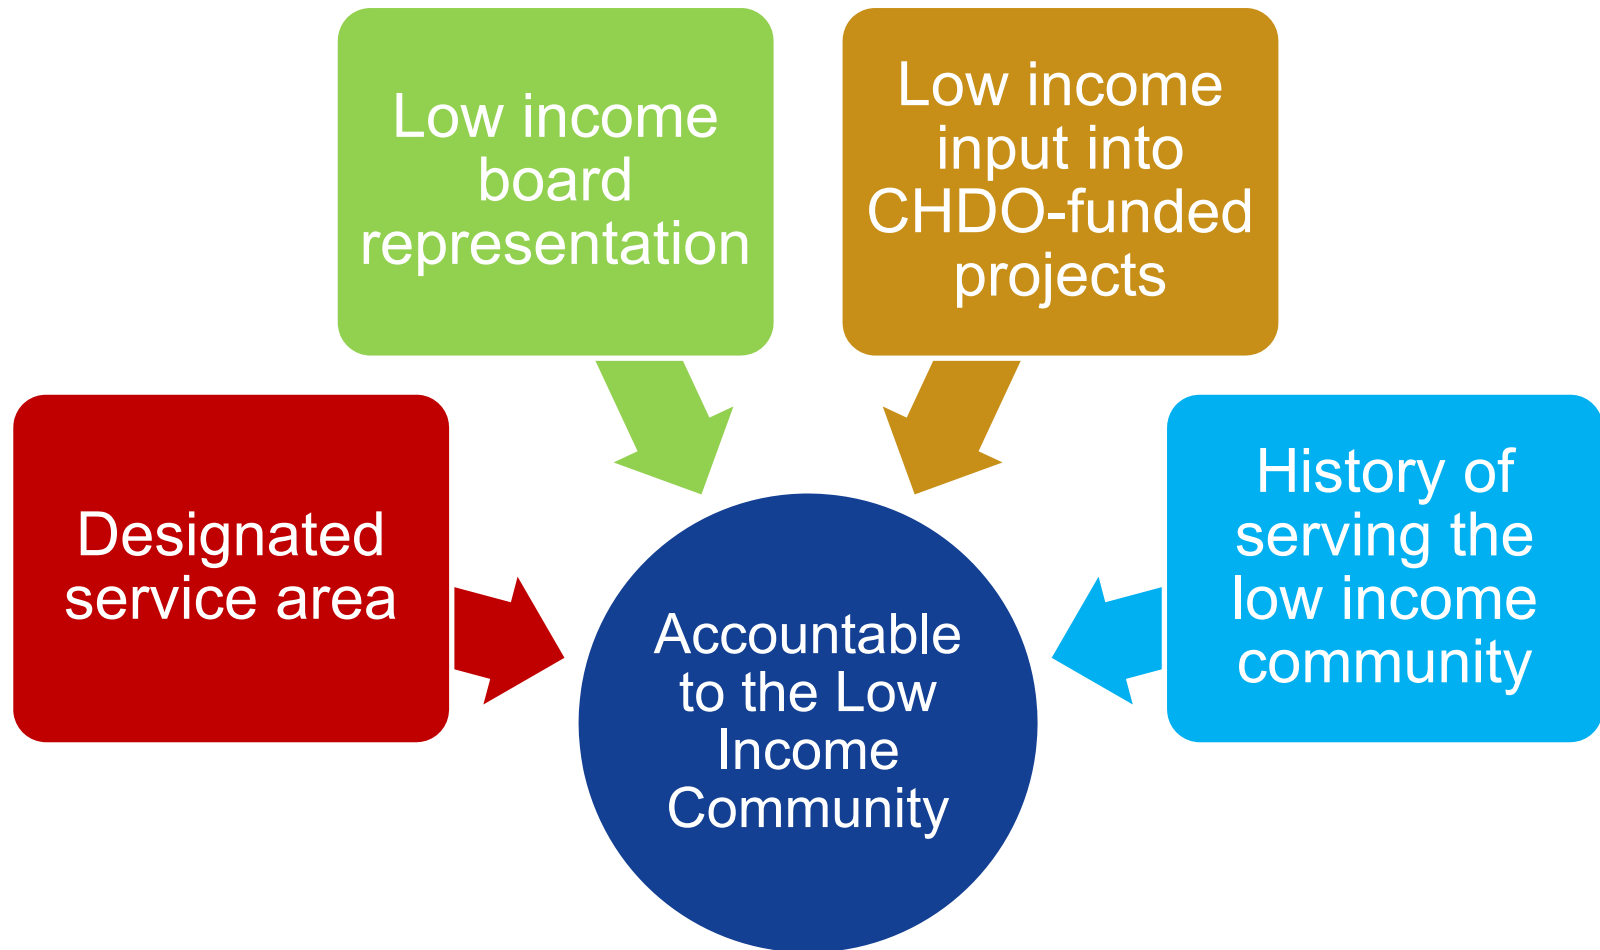 Low income
board
representation
Low income
input into
CHDO-funded
projects
Designated
service area
History of
serving the
low income
community
Accountable
to the Low
Income
Community